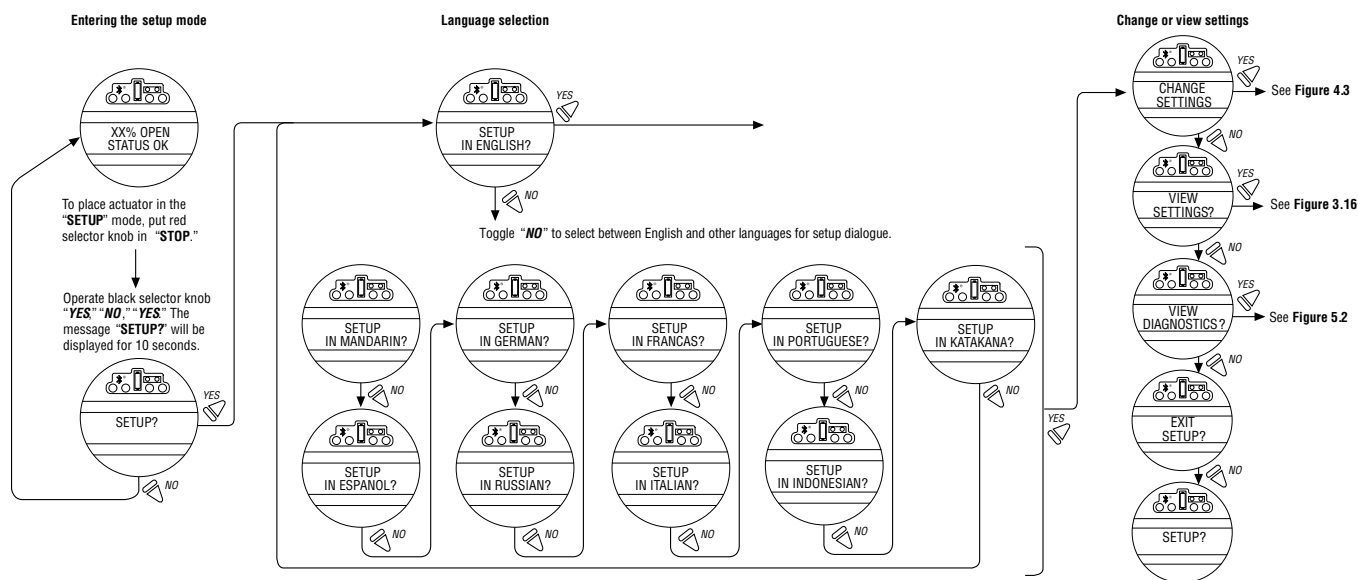 Entering the setup mode
XX% OPEN
STATUS OK
To place actuator in the
“SETUP” mode, put red
selector knob in “STOP.”
Operate black selector knob
“YES,” “NO,” “YES.” The
message “SETUP?” will be
displayed for 10 seconds.
SETUP?
YES
NO
Language selection
SETUP
IN ENGLISH?
YES
NO
Toggle “NO” to select between English and other languages for setup dialogue.
SETUP
IN MANDARIN?
NO
SETUP
IN ESPANOL?
NO
SETUP
IN GERMAN?
NO
SETUP
IN RUSSIAN?
NO
SETUP
IN FRANCAS?
NO
SETUP
IN ITALIAN?
NO
SETUP
IN PORTUGUESE?
NO
SETUP
IN INDONESIAN?
NO
SETUP
IN KATAKANA?
NO
YES
Change or view settings
CHANGE
SETTINGS
YES
See Figure 4.3
NO
VIEW
SETTINGS?
YES
See Figure 3.16
NO
VIEW
DIAGNOSTICS?
YES
See Figure 5.2
NO
EXIT
SETUP?
NO
SETUP?